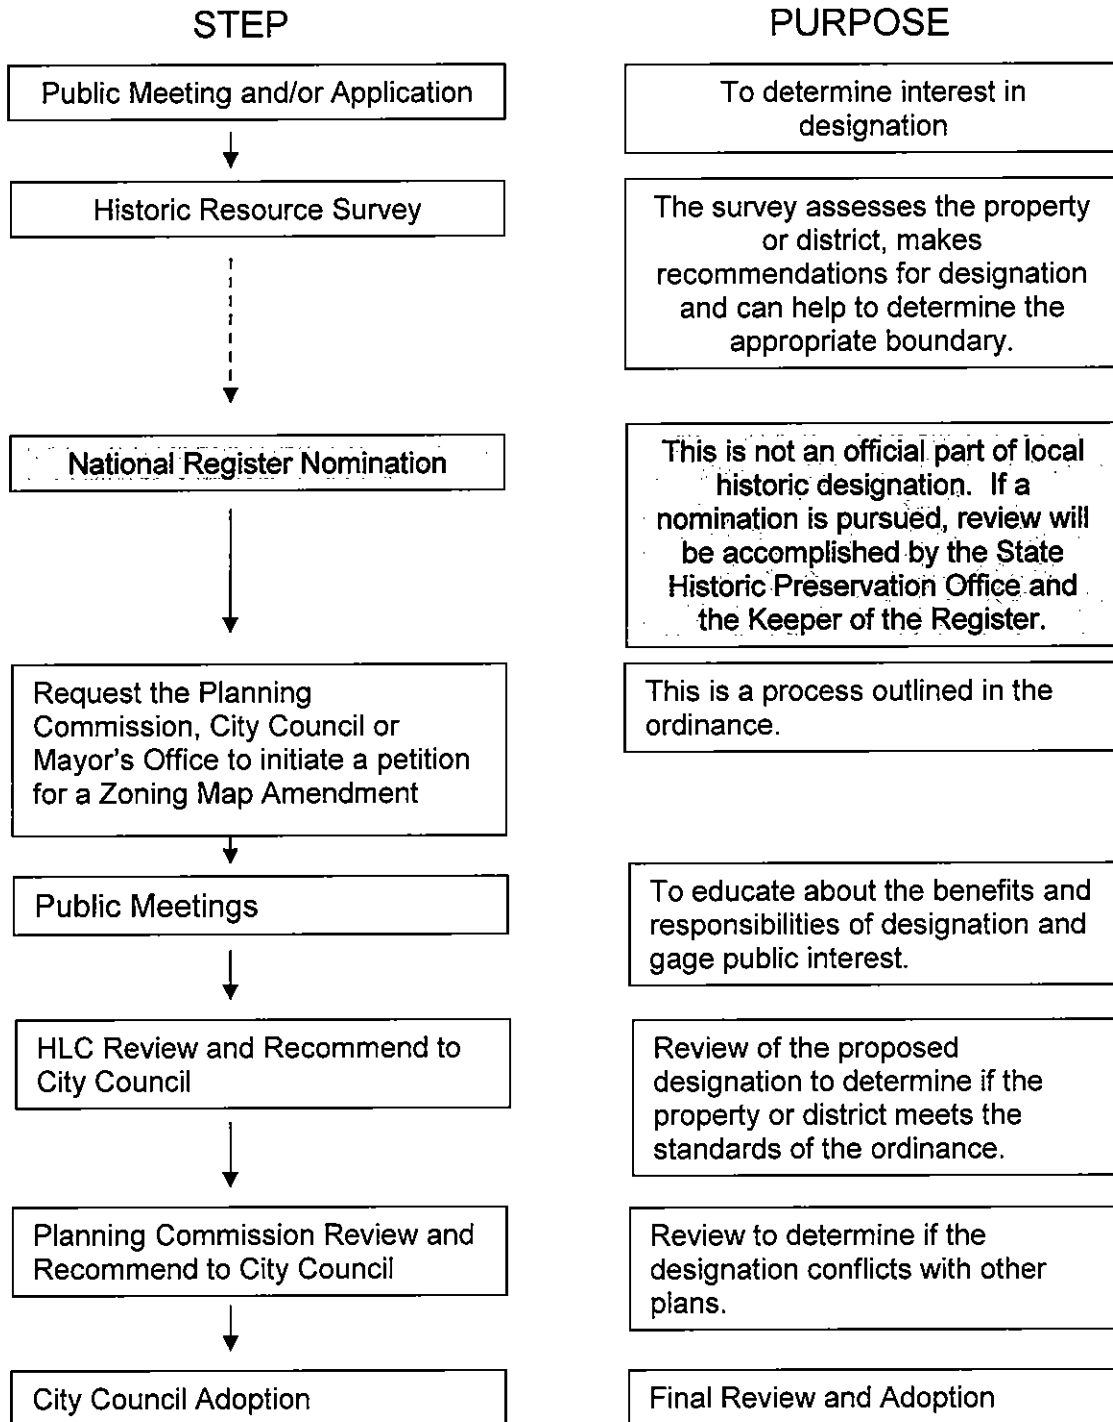 STEP
PURPOSE
Public Meeting and/or Application
To determine interest in
designation
Historic Resource Survey
The survey assesses the property
or district, makes
recommendations for designation
and can help to determine the
appropriate boundary.
National Register Nomination
This is not an official part of local
historic designation. If a
nomination is pursued, review will
be accomplished by the State
Historic Preservation Office and
the Keeper of the Register.
Request the Planning
Commission, City Council or
Mayor's Office to initiate a petition
for a Zoning Map Amendment
This is a process outlined in the
ordinance.
Public Meetings
To educate about the benefits and
responsibilities of designation and
gage public interest.
HLC Review and Recommend to
City Council
Review of the proposed
designation to determine if the
property or district meets the
standards of the ordinance.
Planning Commission Review and
Recommend to City Council
Review to determine if the
designation conflicts with other
plans.
City Council Adoption
Final Review and Adoption